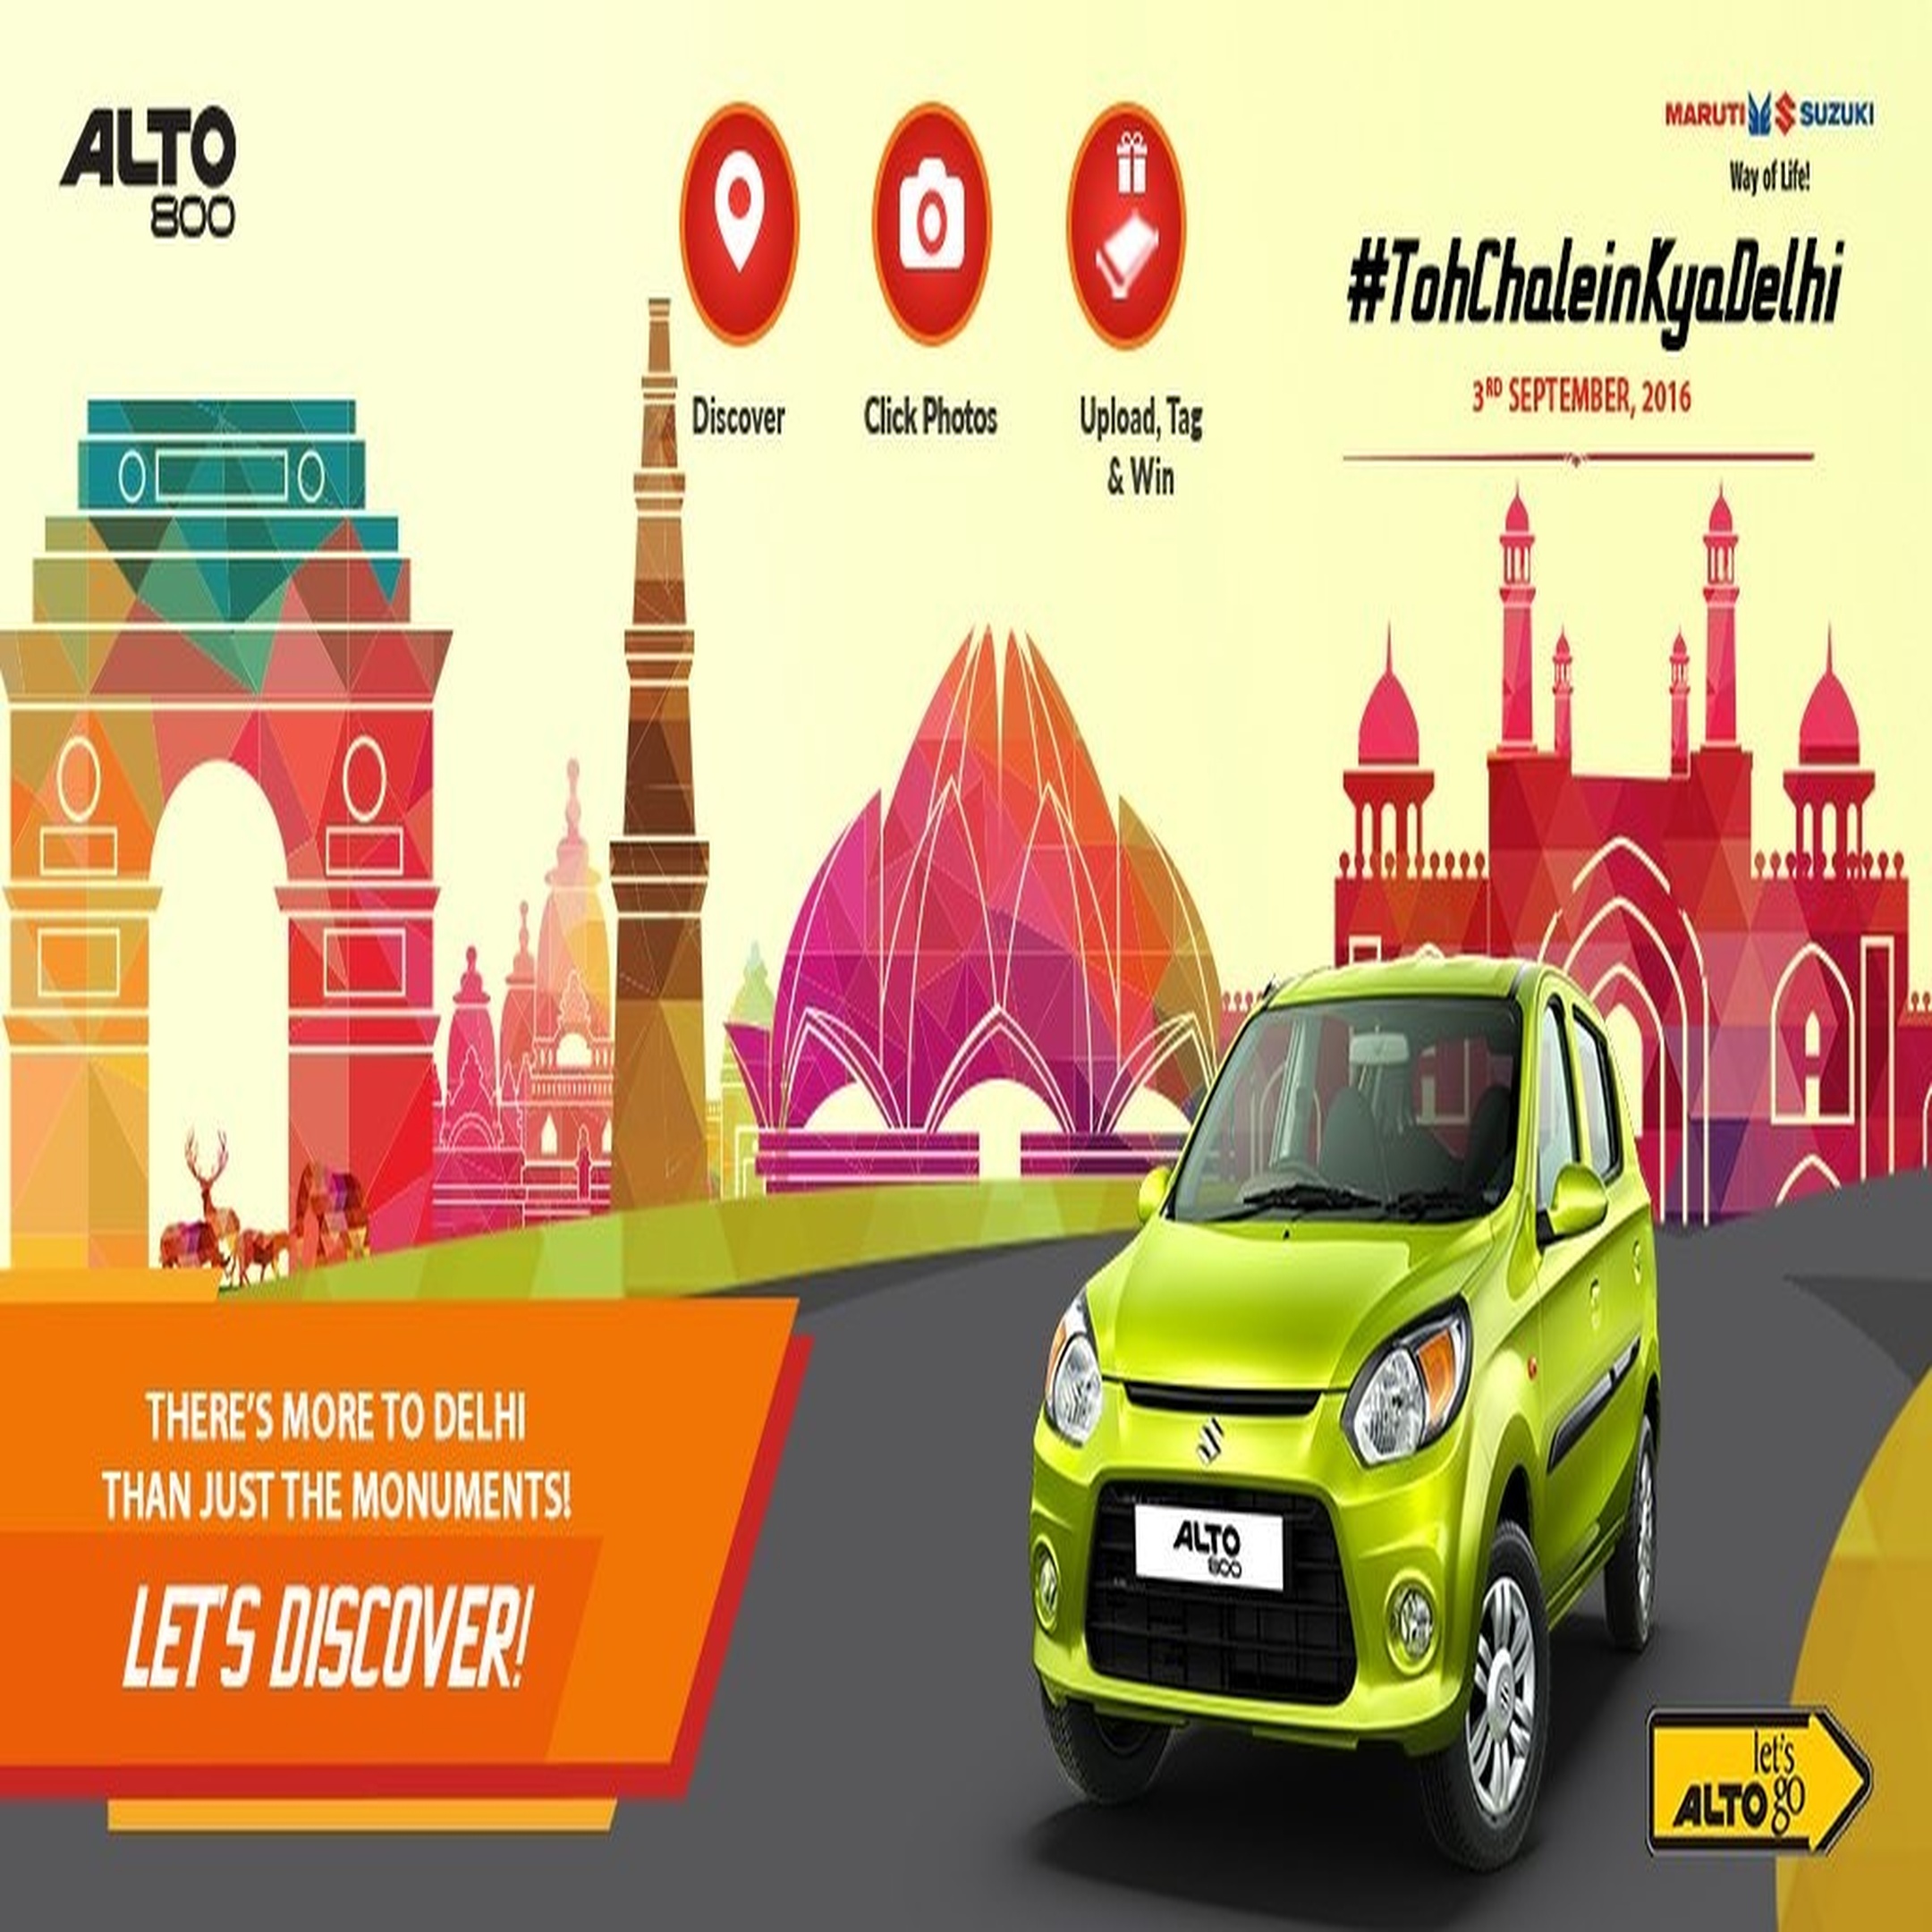 ALTO
800
MARUTI SUZUKI
Way of Life!
#TohChaleinKyaDelhi
3RD SEPTEMBER, 2016
Discover
Click Photos
Upload, Tag
& Win
THERE'S MORE TO DELHI
THAN JUST THE MONUMENTS!
LET'S DISCOVER!
ALTO
800
let's
ALTO go